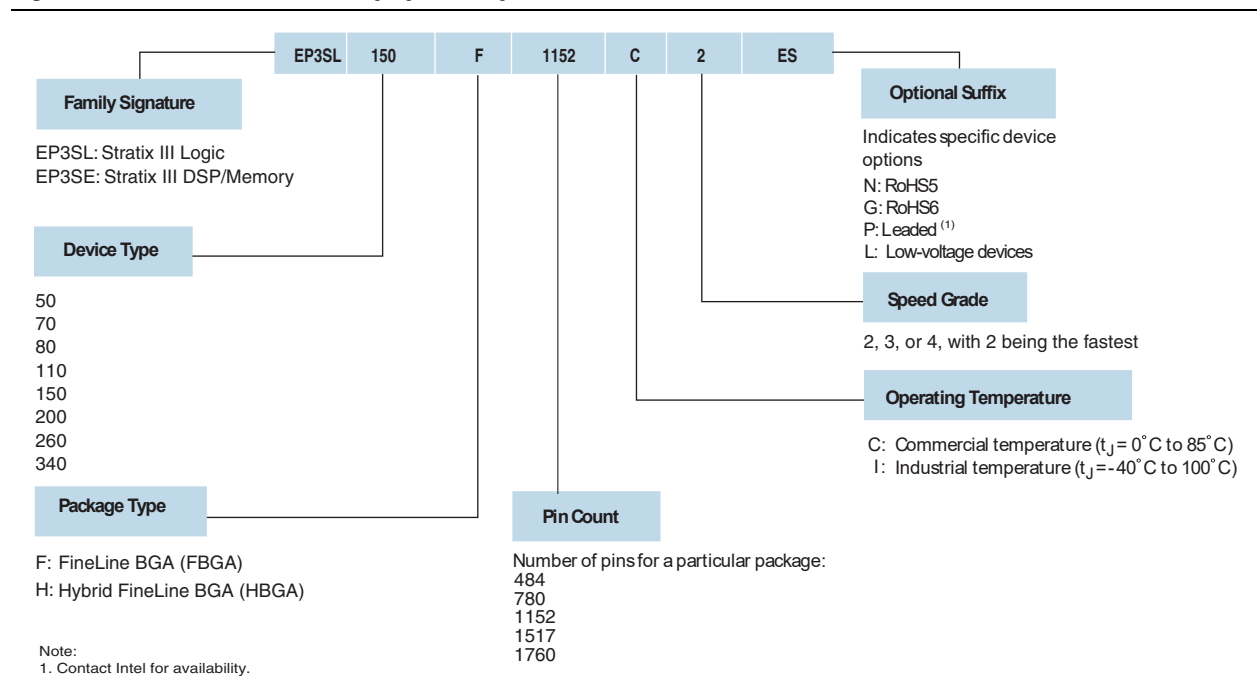 EP3SL 150 F 1152 C 2 ES
Family Signature
EP3SL: Stratix III Logic
EP3SE: Stratix III DSP/Memory
Device Type
50
70
80
110
150
200
260
340
Package Type
F: FineLine BGA (FBGA)
H: Hybrid FineLine BGA (HBGA)
Pin Count
Number of pins for a particular package:
484
780
1152
1517
1760
Optional Suffix
Indicates specific device
options
N: RoHS5
G: RoHS6
P: Leaded (1)
L: Low-voltage devices
Speed Grade
2, 3, or 4, with 2 being the fastest
Operating Temperature
C: Commercial temperature (tJ = 0°C to 85°C)
I: Industrial temperature (tJ = -40°C to 100°C)
Note:
1. Contact Intel for availability.